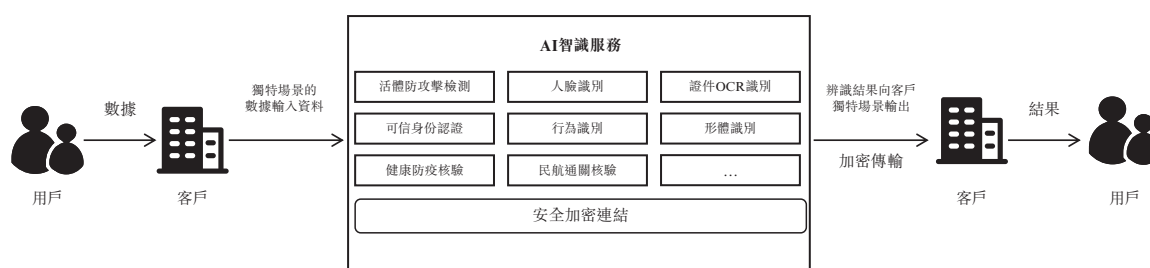 AI智識服務
活體防攻擊檢測
人臉識別
證件OCR識別
可信身份認證
行為識別
形體識別
健康防疫核驗
民航通關核驗
…
安全加密連結
用戶
數據
客戶
獨特場景的
數據輸入資料
辨識結果向客戶
獨特場景輸出
加密傳輸
客戶
結果
用戶